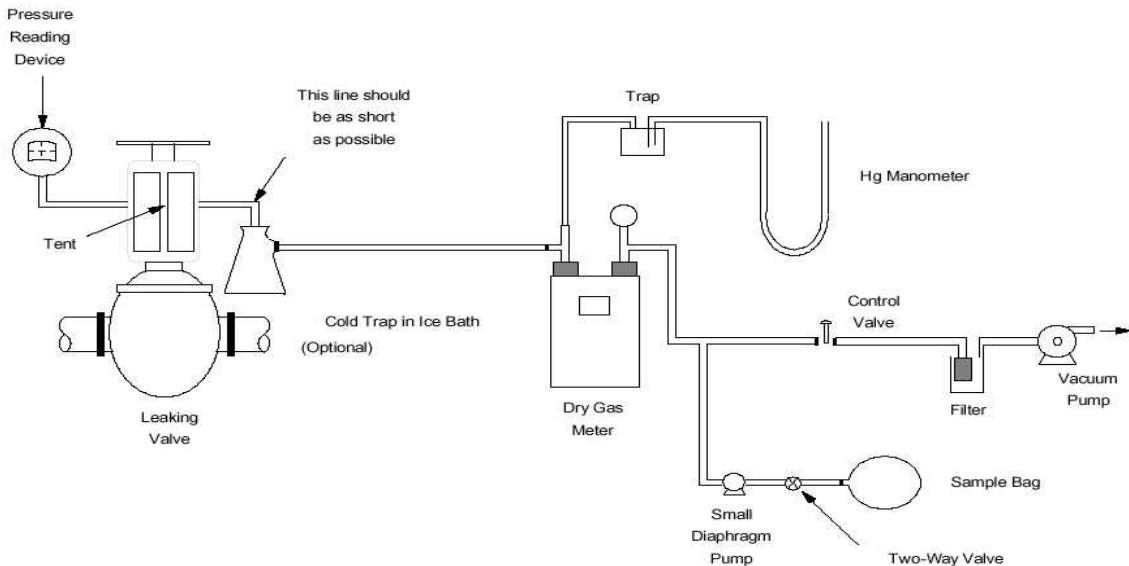 Pressure
Reading
Device
This line should
be as short
as possible
Trap
Hg Manometer
Tent
Control
Valve
Cold Trap in Ice Bath
(Optional)
Leaking
Valve
Dry Gas
Meter
Filter
Vacuum
Pump
Sample Bag
Small
Diaphragm
Pump
Two-Way Valve